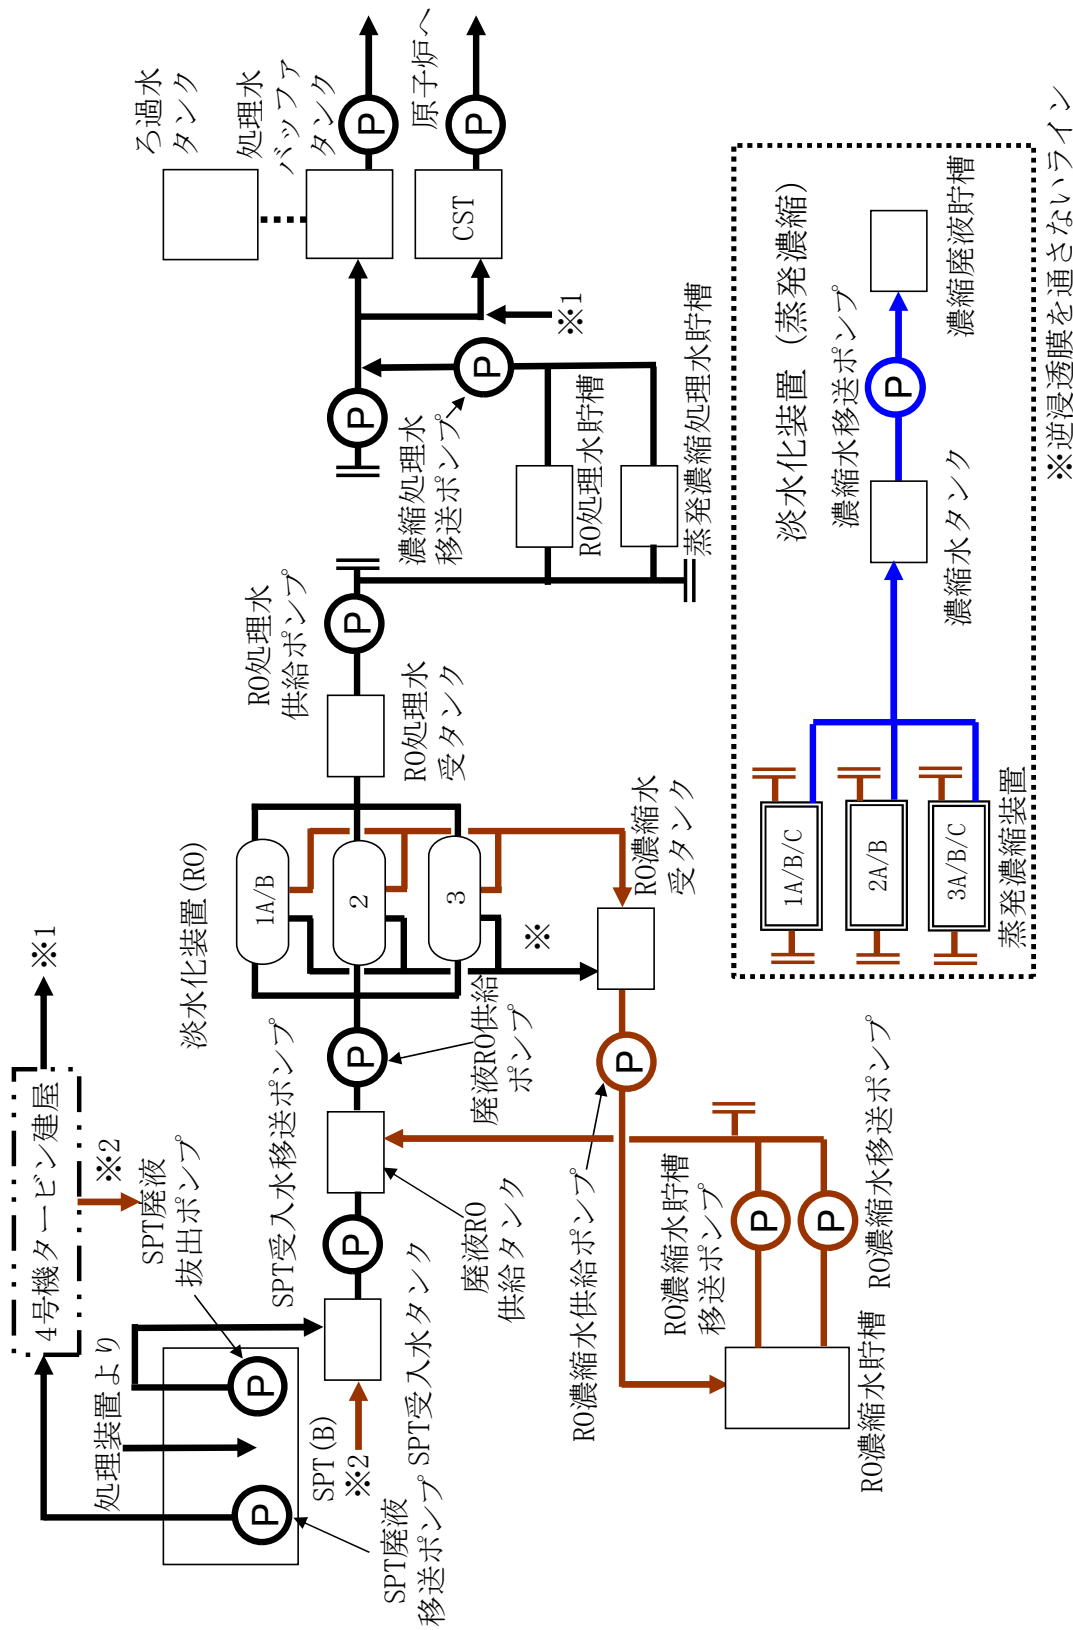 4号機タービン建屋
※1
※2
処理装置より
SPT廃液
抜出ポンプ
SPT(B)
※2
SPT廃液
移送ポンプ
SPT受入水タンク
SPT受入水移送ポンプ
廃液RO
供給タンク
廃液RO供給
ポンプ
淡水化装置(RO)
1A/B
2
3
※
RO処理水
受タンク
RO処理水
供給ポンプ
RO濃縮水
受タンク
RO濃縮水供給ポンプ
RO濃縮水貯槽
移送ポンプ
RO濃縮水移送ポンプ
RO濃縮水貯槽
濃縮処理水
移送ポンプ
RO処理水貯槽
蒸発濃縮処理水貯槽
※1
ろ過水
タンク
処理水
バッファ
タンク
CST
原子炉へ
P
P
P
P
P
P
P
P
P
P
P
P
P
P
淡水化装置(蒸発濃縮)
1A/B/C
2A/B
3A/B/C
蒸発濃縮装置
濃縮水タンク
濃縮水移送ポンプ
濃縮廃液貯槽
※逆浸透膜を通さないライン